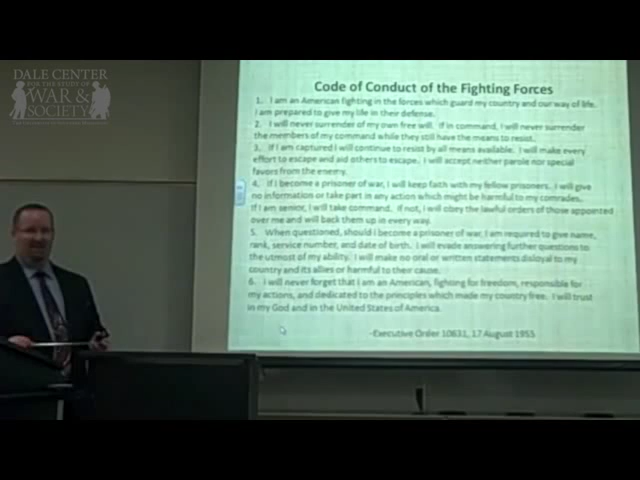 DALE CENTER
FOR THE STUDY OF
WAR &
SOCIETY
Code of Conduct of the Fighting Forces
1. I am an American fighting in the forces which guard my country and our way of life.
I am prepared to give my life in their defense.
2. I will never surrender of my own free will. If in command, I will never surrender
the members of my command while they still have the means to resist.
3. If I am captured I will continue to resist by all means available. I will make every
effort to escape and aid others to escape. I will accept neither parole nor special
favors from the enemy.
4. If I become a prisoner of war, I will keep faith with my fellow prisoners. I will give
no information or take part in any action which might be harmful to my comrades.
If I am senior, I will take command. If not, I will obey the lawful orders of those appointed
over me and will back them up in every way.
5. When questioned, should I become a prisoner of war, I am required to give name,
rank, service number, and date of birth. I will evade answering further questions to
the utmost of my ability. I will make no oral or written statements disloyal to my
country and its allies or harmful to their cause.
6. I will never forget that I am an American, fighting for freedom, responsible for
my actions, and dedicated to the principles which made my country free. I will trust
in my God and in the United States of America.
-Executive Order 10631, 17 August 1955